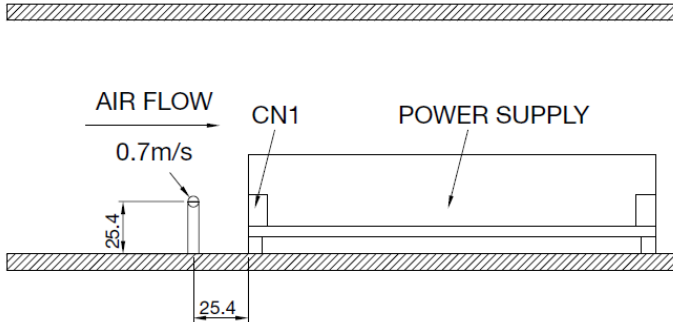 AIR FLOW
CN1
POWER SUPPLY
0.7m/s
25.4
25.4